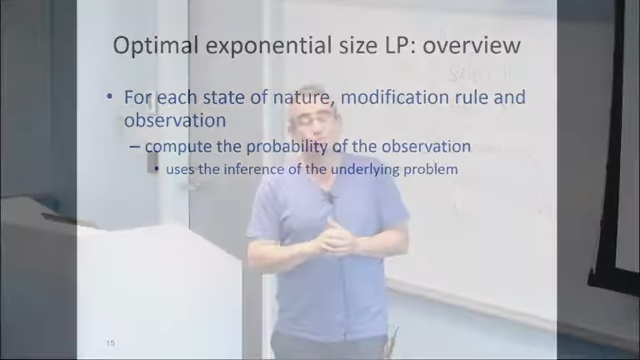 Optimal exponential size LP: overview
• For each state of nature, modification rule and
observation
– compute the probability of the observation
• uses the inference of the underlying problem
15